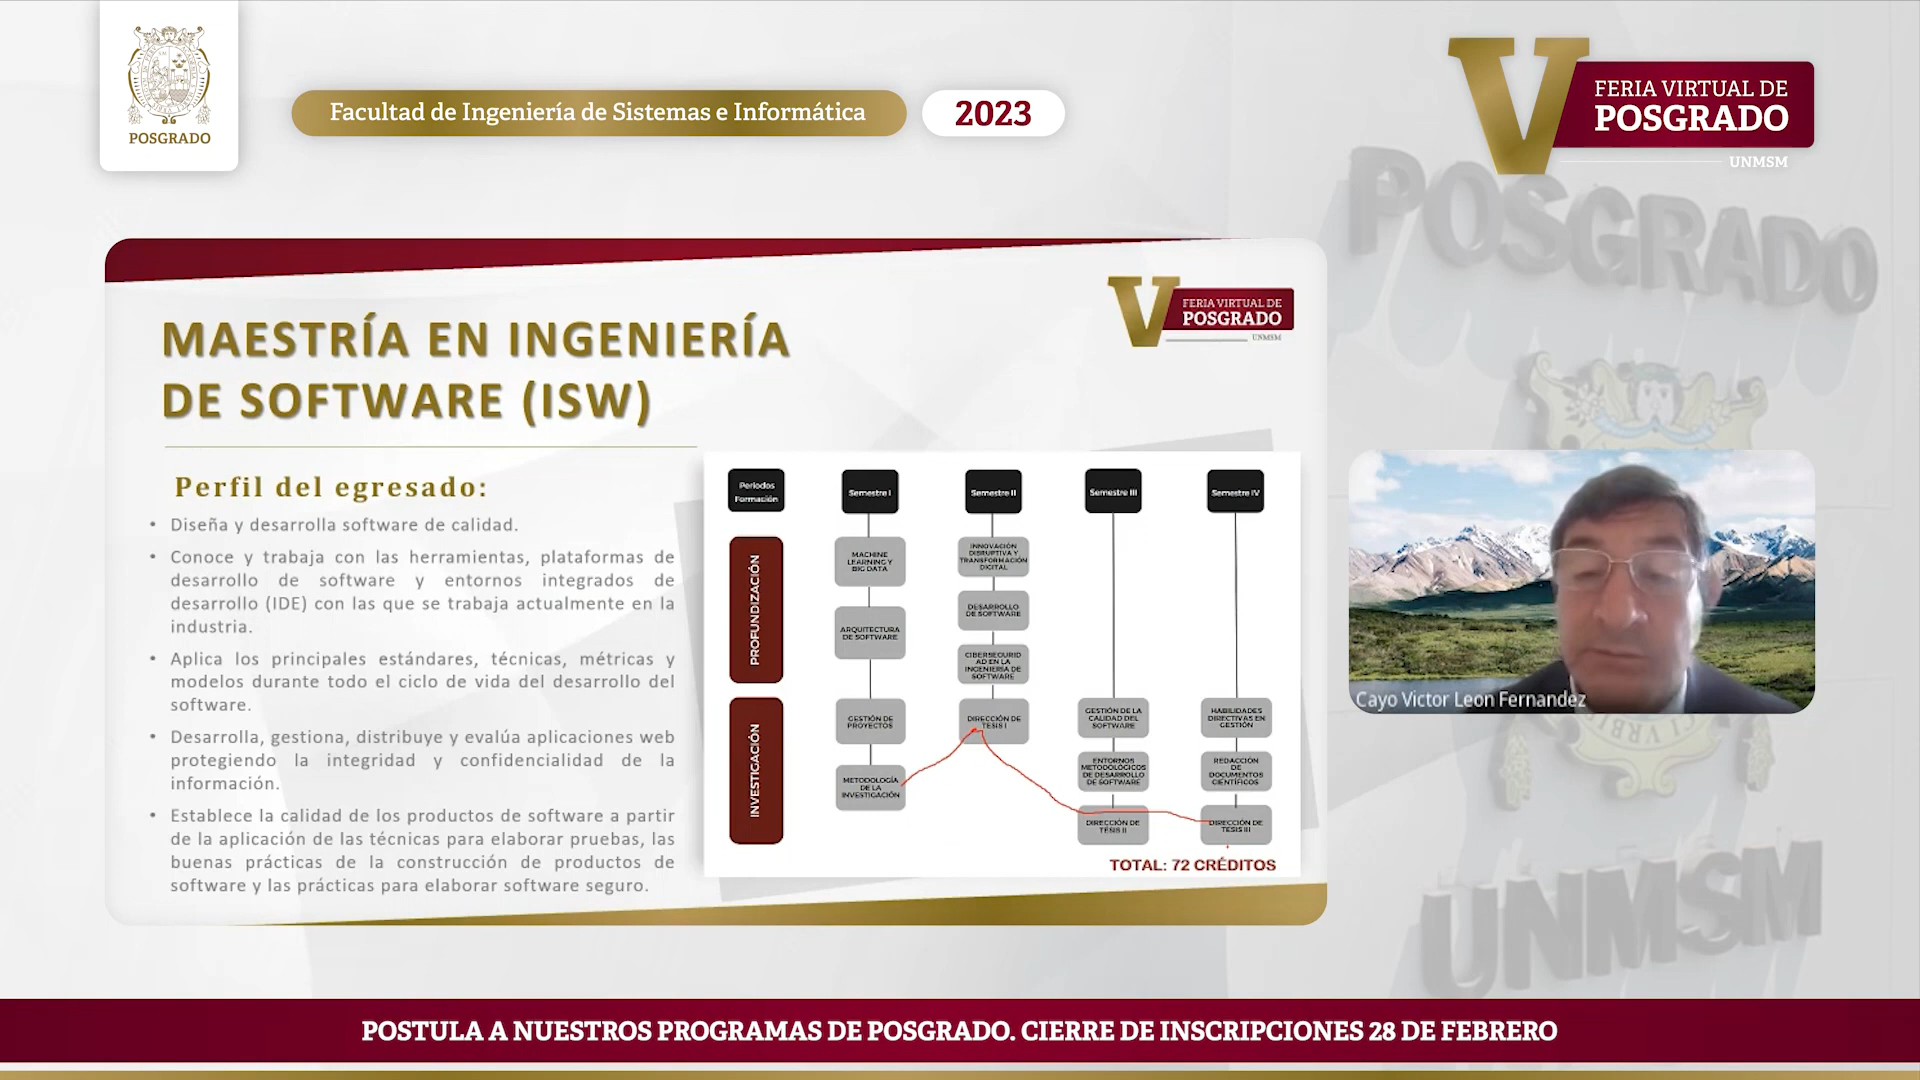 POSGRADO
Facultad de Ingeniería de Sistemas e Informática
2023
V
FERIA VIRTUAL DE
POSGRADO
UNMSM
POSGRADO
MAESTRÍA EN INGENIERÍA
DE SOFTWARE (ISW)
V
FERIA VIRTUAL DE
POSGRADO
UNMSM
Perfil del egresado:
• Diseña y desarrolla software de calidad.
• Conoce y trabaja con las herramientas, plataformas de
desarrollo de software y entornos integrados de
desarrollo (IDE) con las que se trabaja actualmente en la
industria.
• Aplica los principales estándares, técnicas, métricas y
modelos durante todo el ciclo de vida del desarrollo del
software.
• Desarrolla, gestiona, distribuye y evalúa aplicaciones web
protegiendo la integridad y confidencialidad de la
información.
• Establece la calidad de los productos de software a partir
de la aplicación de las técnicas para elaborar pruebas, las
buenas prácticas de la construcción de productos de
software y las prácticas para elaborar software seguro.
Periodos
Formación
Semestre I
Semestre II
Semestre III
Semestre IV
PROFUNDIZACIÓN
MACHINE
LEARNING Y
BIG DATA
ARQUITECTURA
DE SOFTWARE
INNOVACIÓN
DISRUPTIVA Y
TRANSFORMACIÓN
DIGITAL
DESARROLLO
DE SOFTWARE
CIBERSEGURID
AD EN LA
INGENIERÍA DE
SOFTWARE
INVESTIGACIÓN
GESTIÓN DE
PROYECTOS
METODOLOGÍA
DE LA
INVESTIGACIÓN
DIRECCIÓN DE
TESIS I
GESTIÓN DE LA
CALIDAD DEL
SOFTWARE
ENTORNOS
METODOLÓGICOS
DE DESARROLLO
DE SOFTWARE
DIRECCIÓN DE
TESIS II
HABILIDADES
DIRECTIVAS EN
GESTIÓN
REDACCIÓN
DE
DOCUMENTOS
CIENTÍFICOS
DIRECCIÓN DE
TESIS III
TOTAL: 72 CRÉDITOS
Cayo Victor Leon Fernandez
UNMSM
POSTULA A NUESTROS PROGRAMAS DE POSGRADO. CIERRE DE INSCRIPCIONES 28 DE FEBRERO